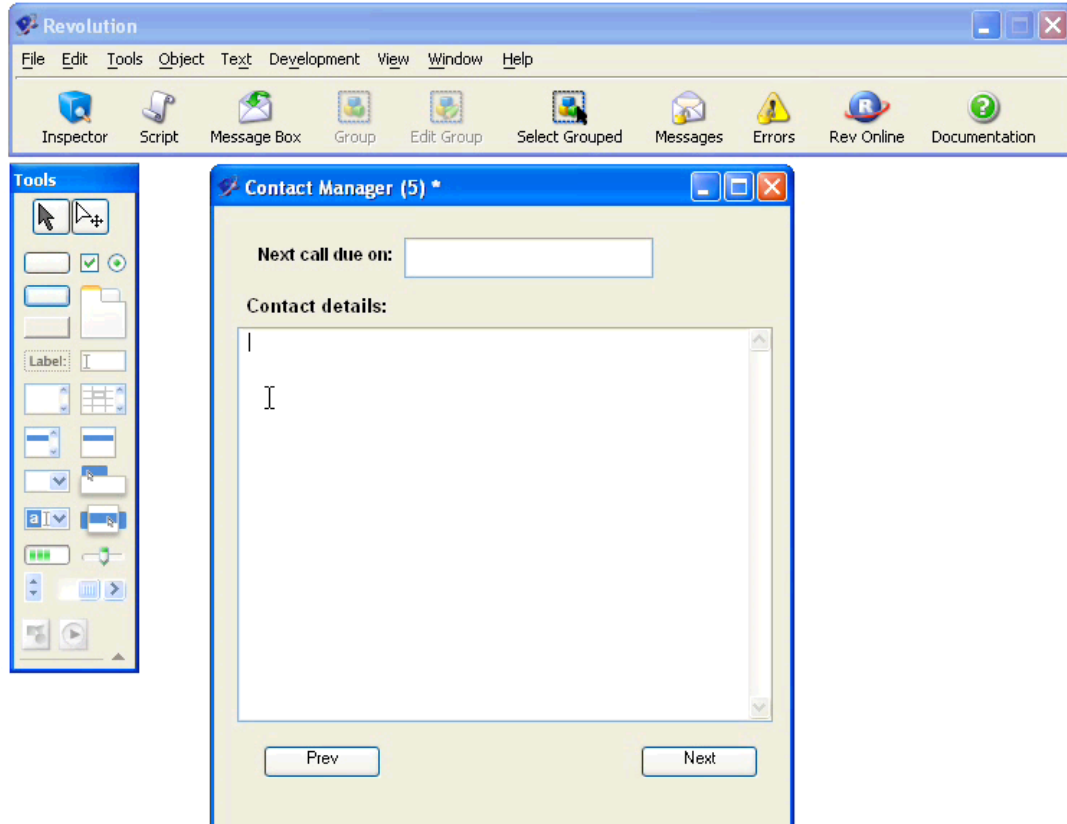 Revolution
File Edit Tools Object Text Development View Window Help
Inspector Script Message Box Group Edit Group Select Grouped Messages Errors Rev Online Documentation
Tools
Contact Manager (5) *
Next call due on:
Contact details:
Label:
a
Prev
Next